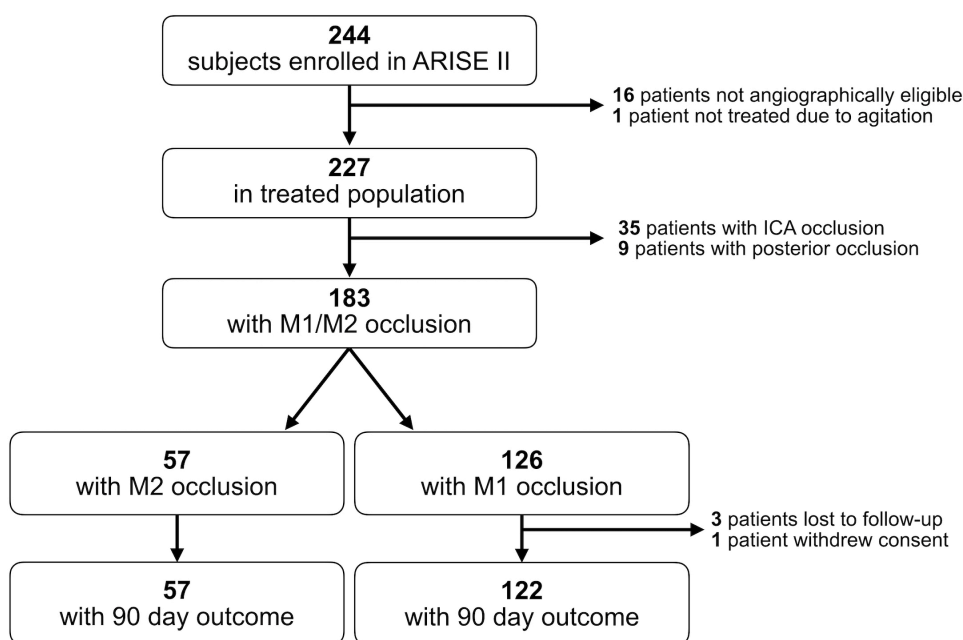 244
subjects enrolled in ARISE II
16 patients not angiographically eligible
1 patient not treated due to agitation
227
in treated population
35 patients with ICA occlusion
9 patients with posterior occlusion
183
with M1/M2 occlusion
57
with M2 occlusion
126
with M1 occlusion
3 patients lost to follow-up
1 patient withdrew consent
57
with 90 day outcome
122
with 90 day outcome